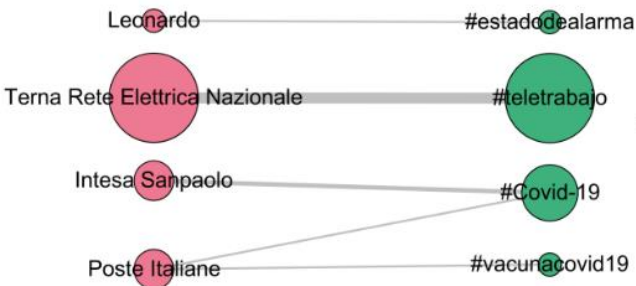 Leonardo #estadodealarma
Terna Rete Elettrica Nazionale #teletrabajo
Intesa Sanpaolo
#Covid-19
Poste Italiane #vacunacovid19